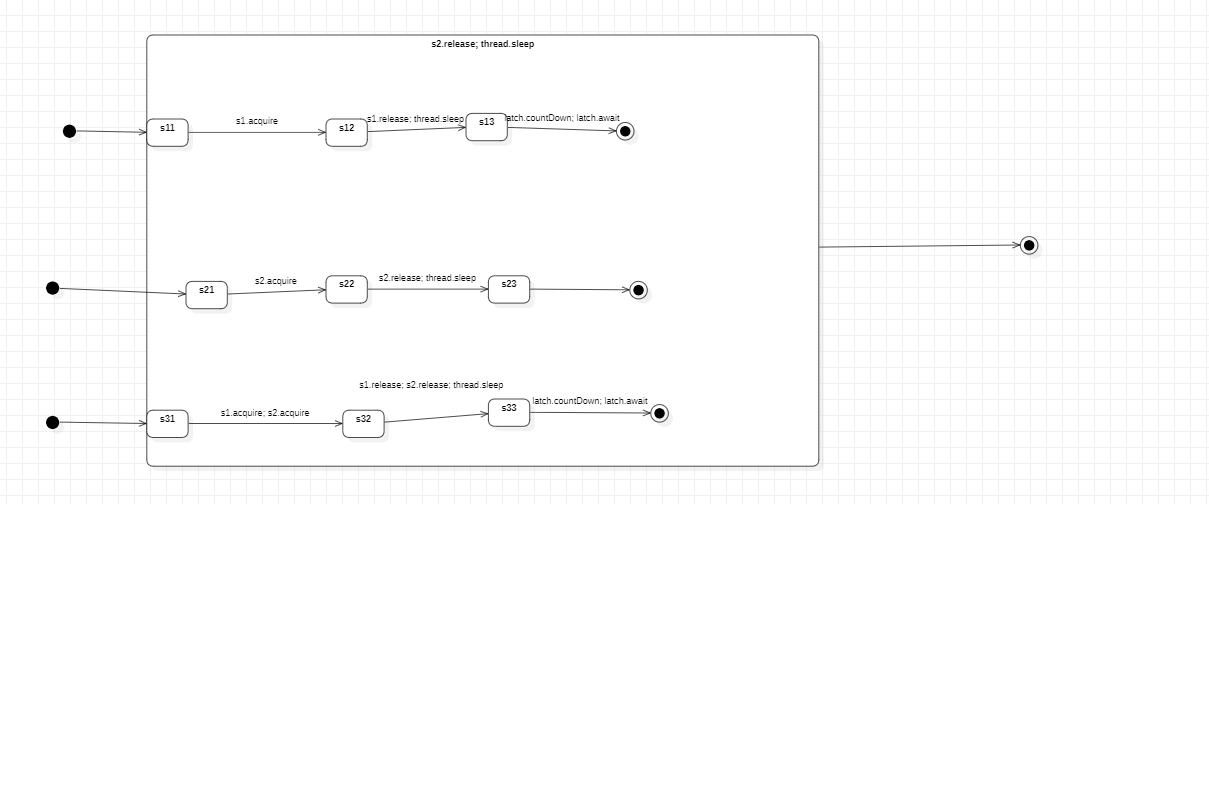 s2.release; thread.sleep
s11
s1.acquire
s12
s1.release; thread.sleep
s13
latch.countDown; latch.await
s21
s2.acquire
s22
s2.release; thread.sleep
s23
s31
s1.acquire; s2.acquire
s32
s1.release; s2.release; thread.sleep
s33
latch.countDown; latch.await